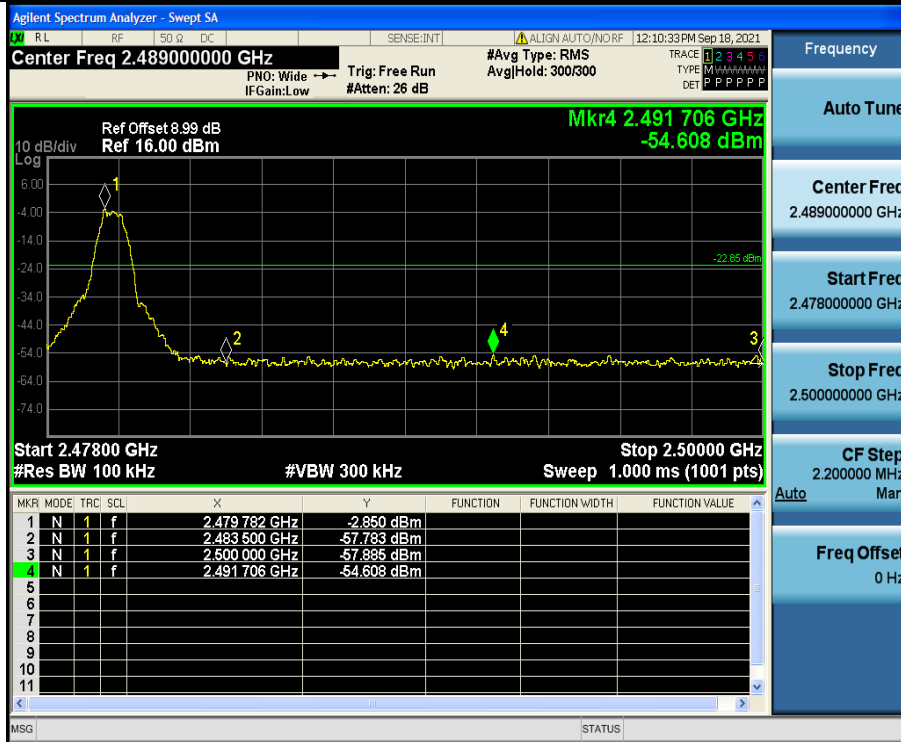 Agilent Spectrum Analyzer - Swept SA
LXI RL RF 50 Ω DC SENSE:INT ALIGN AUTO/NO RF 12:10:33 PM Sep 18, 2021
Center Freq 2.489000000 GHz
PNO: Wide
IFGain:Low
Trig: Free Run
#Atten: 26 dB
#Avg Type: RMS
Avg|Hold: 300/300
TRACE 1 2 3 4 5 6
TYPE M
DET P P P P P P
Frequency
Mkr4 2.491 706 GHz
-54.608 dBm
Ref Offset 8.99 dB
10 dB/div Ref 16.00 dBm
Log
6.00
-4.00
-14.0
-24.0
-34.0
-44.0
-54.0
-64.0
-74.0
1
2
3
4
-22.85 dBm
Start 2.47800 GHz Stop 2.50000 GHz
#Res BW 100 kHz #VBW 300 kHz Sweep 1.000 ms (1001 pts)
MKR MODE TRC SCL X Y FUNCTION FUNCTION WIDTH FUNCTION VALUE
1 N 1 f 2.479 782 GHz -2.850 dBm
2 N 1 f 2.483 500 GHz -57.783 dBm
3 N 1 f 2.500 000 GHz -57.885 dBm
4 N 1 f 2.491 706 GHz -54.608 dBm
5
6
7
8
9
10
11
MSG STATUS
Auto Tune
Center Freq
2.489000000 GHz
Start Freq
2.478000000 GHz
Stop Freq
2.500000000 GHz
CF Step
2.200000 MHz
Auto Man
Freq Offset
0 Hz